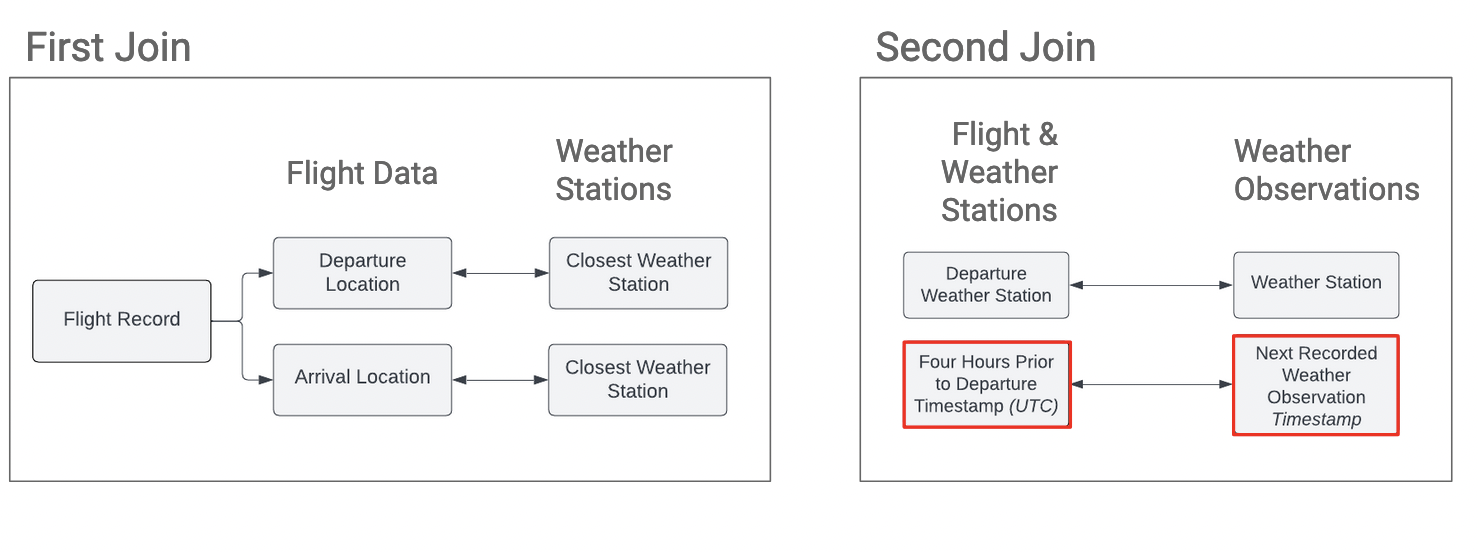 First Join
Flight Data
Weather
Stations
Flight Record
Departure
Location
Closest Weather
Station
Arrival Location
Closest Weather
Station
Second Join
Flight &
Weather
Stations
Weather
Observations
Departure
Weather Station
Weather Station
Four Hours Prior
to Departure
Timestamp (UTC)
Next Recorded
Weather
Observation
Timestamp